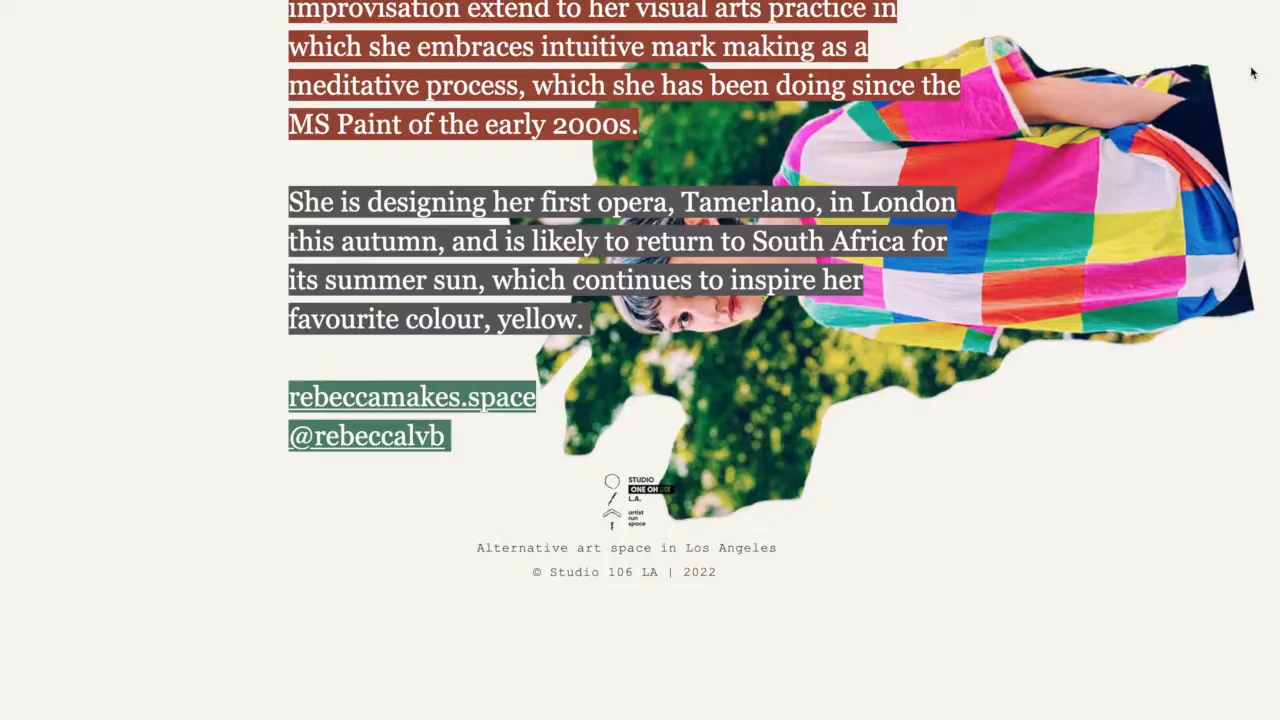 improvisation extend to her visual arts practice in
which she embraces intuitive mark making as a
meditative process, which she has been doing since the
MS Paint of the early 2000s.
She is designing her first opera, Tamerlano, in London
this autumn, and is likely to return to South Africa for
its summer sun, which continues to inspire her
favourite colour, yellow.
rebeccamakes.space
@rebeccalvb
STUDIO
ONE OH SIX
L.A.
artist
run
space
Alternative art space in Los Angeles
© Studio 106 LA | 2022